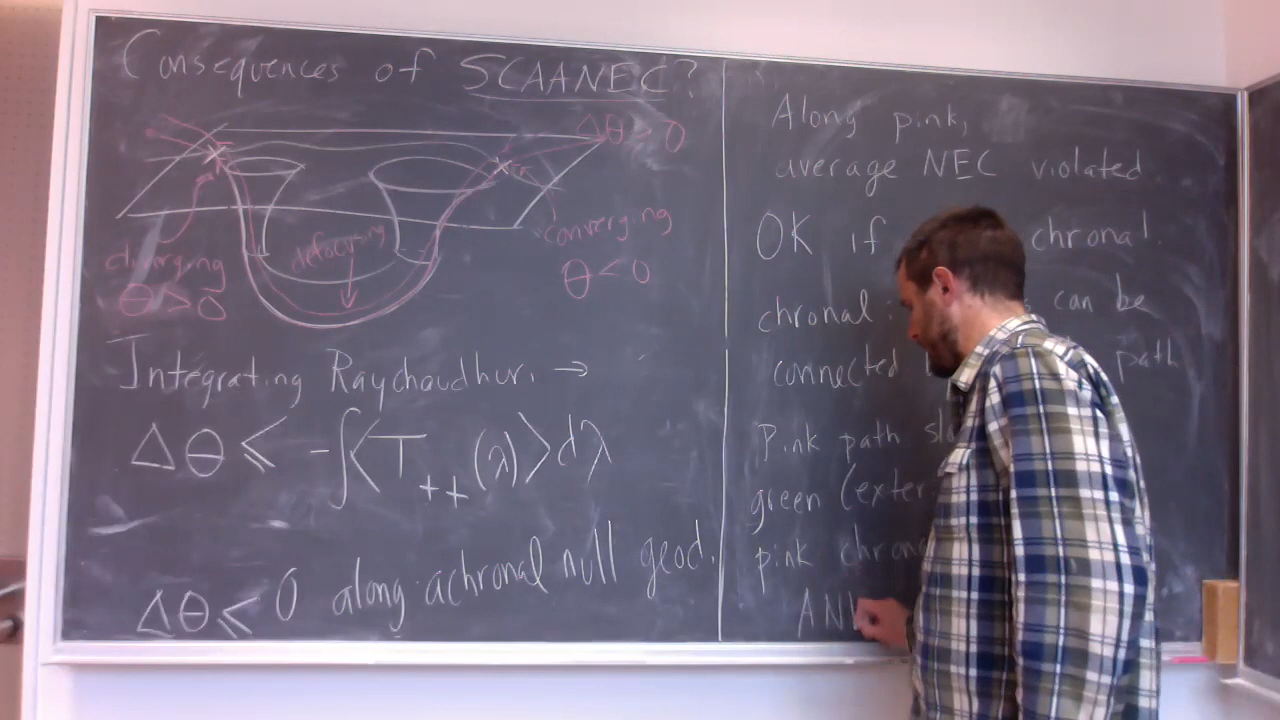 Consequences of SCAANEC?
Δθ > 0
defocusing
converging
θ < 0
diverging
θ > 0
Integrating Raychaudhuri →
Δθ ≤ -∫<T₊₊(λ)>dλ
Δθ ≤ 0 along achronal null geod.
Along pink,
average NEC violated
OK if chronal.
chronal: can be
connected path
Pink path
green (exter
pink chron
AN